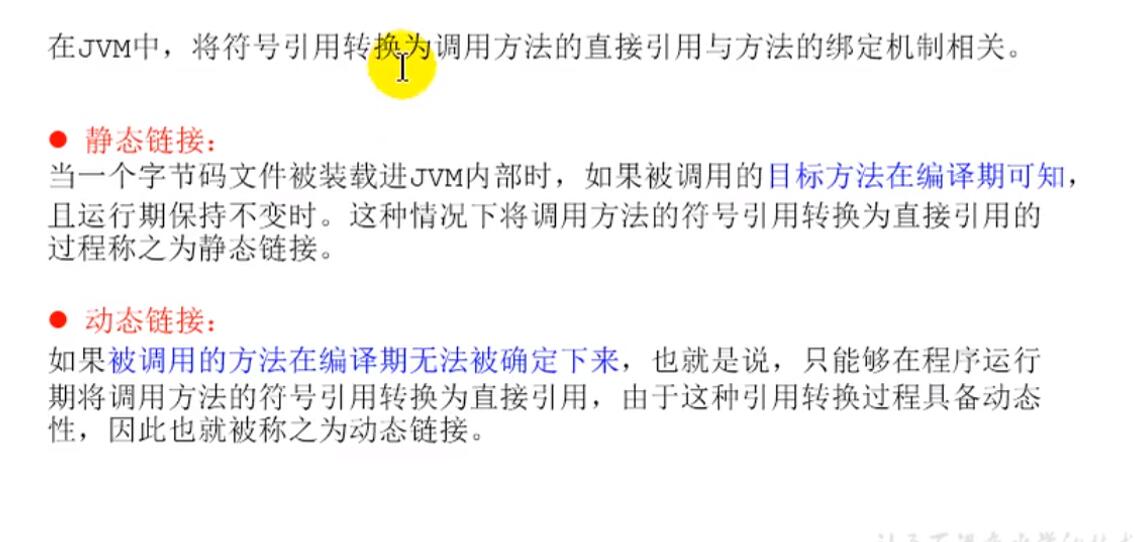 在JVM中，将符号引用转换为调用方法的直接引用与方法的绑定机制相关。
● 静态链接：
当一个字节码文件被装载进JVM内部时，如果被调用的目标方法在编译期可知，
且运行期保持不变时。这种情况下将调用方法的符号引用转换为直接引用的
过程称之为静态链接。
● 动态链接：
如果被调用的方法在编译期无法被确定下来，也就是说，只能够在程序运行
期将调用方法的符号引用转换为直接引用，由于这种引用转换过程具备动态
性，因此也就被称之为动态链接。